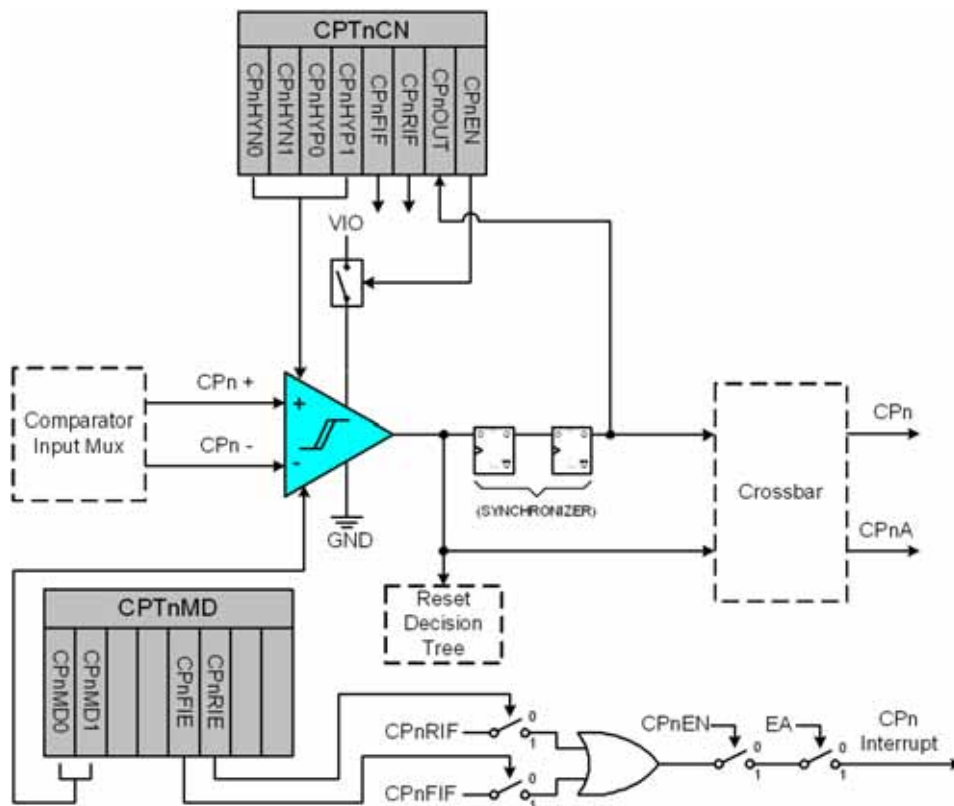 CPTnCN
CPnHYN0
CPnHYN1
CPnHYP0
CPnHYP1
CPnFIF
CPnRIF
CPnOUT
CPnEN
VIO
CPn +
CPn -
+
-
Comparator
Input Mux
GND
(SYNCHRONIZER)
Crossbar
CPn
CPnA
Reset
Decision
Tree
CPTnMD
CPnMD0
CPnMD1
CPnFIE
CPnRIE
CPnRIF
0
1
CPnFIF
0
1
CPnEN
0
1
EA
0
1
CPn
Interrupt